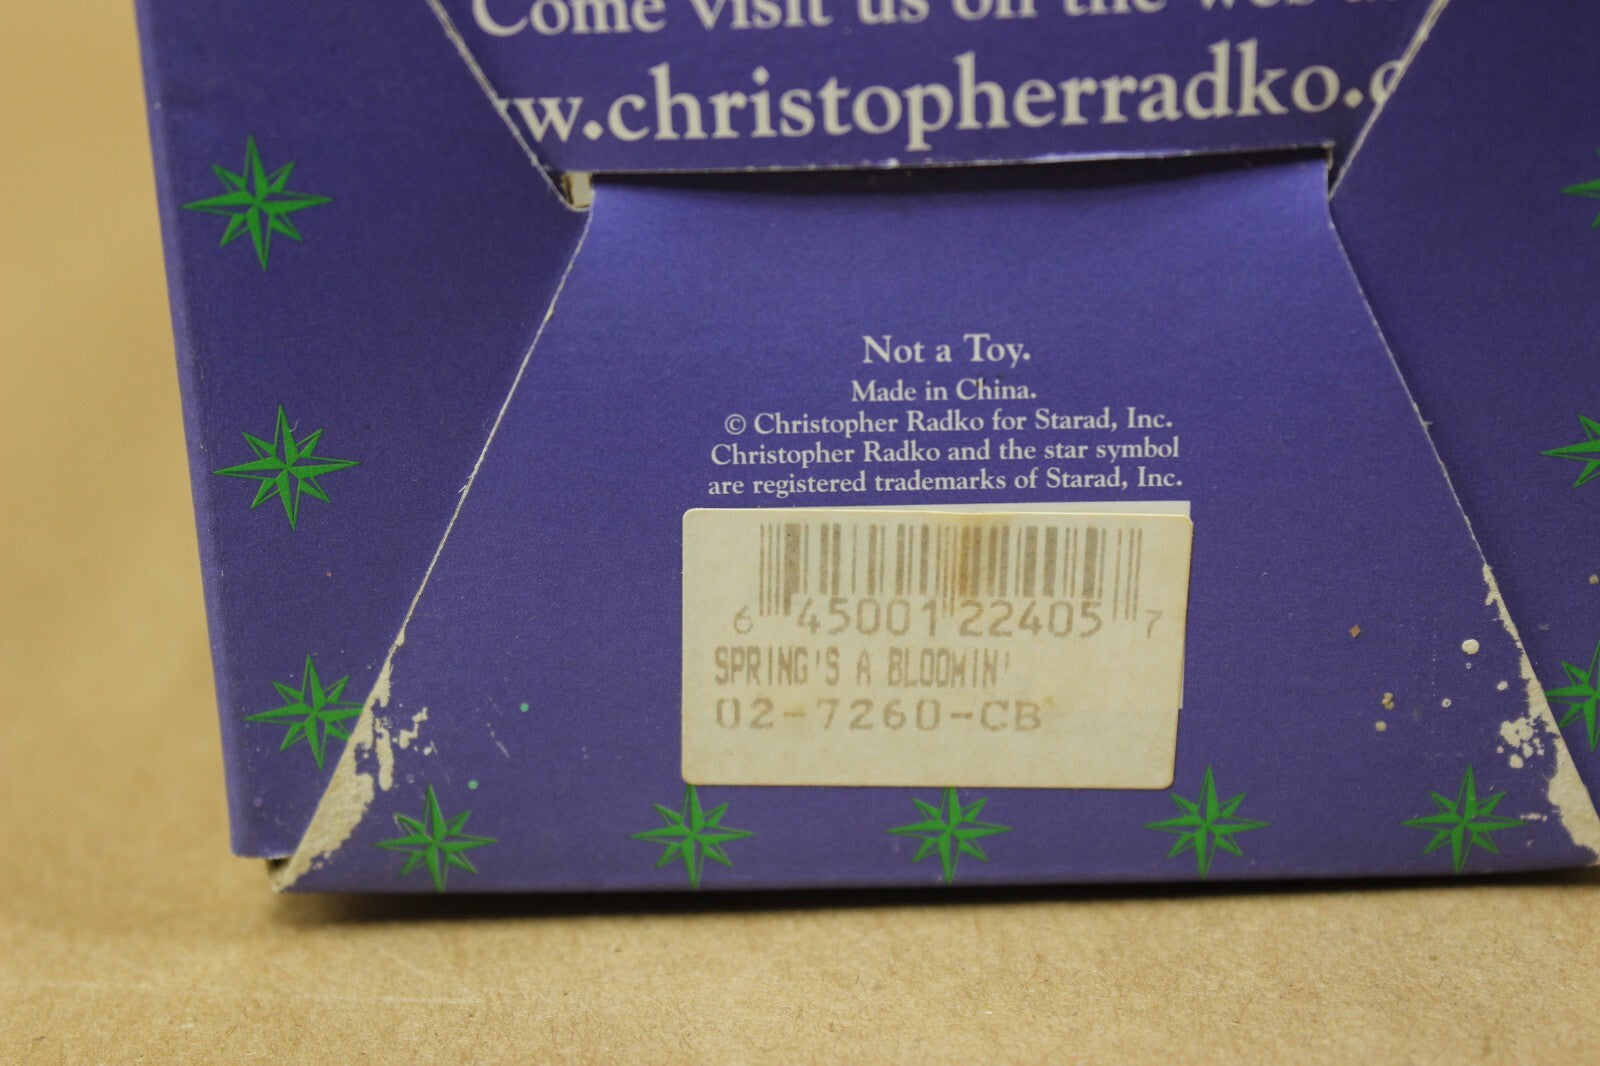 Come visit us on the web
w.christopherradko.c
Not a Toy.
Made in China.
© Christopher Radko for Starad, Inc.
Christopher Radko and the star symbol
are registered trademarks of Starad, Inc.
6 45001 22405 7
SPRING'S A BLOOMIN'
02-7260-CB